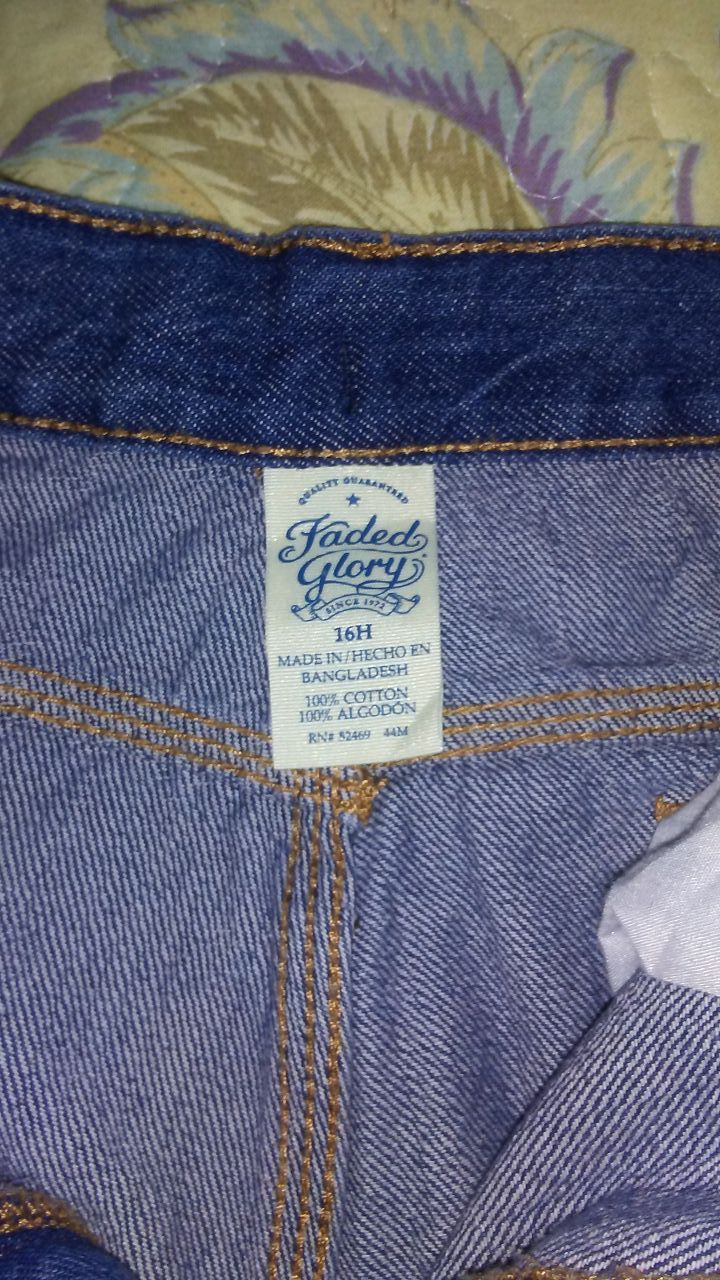 QUALITY GUARANTEED
Faded
Glory
SINCE 1972
16H
MADE IN/HECHO EN
BANGLADESH
100% COTTON
100% ALGODÓN
RN# 52469 44M